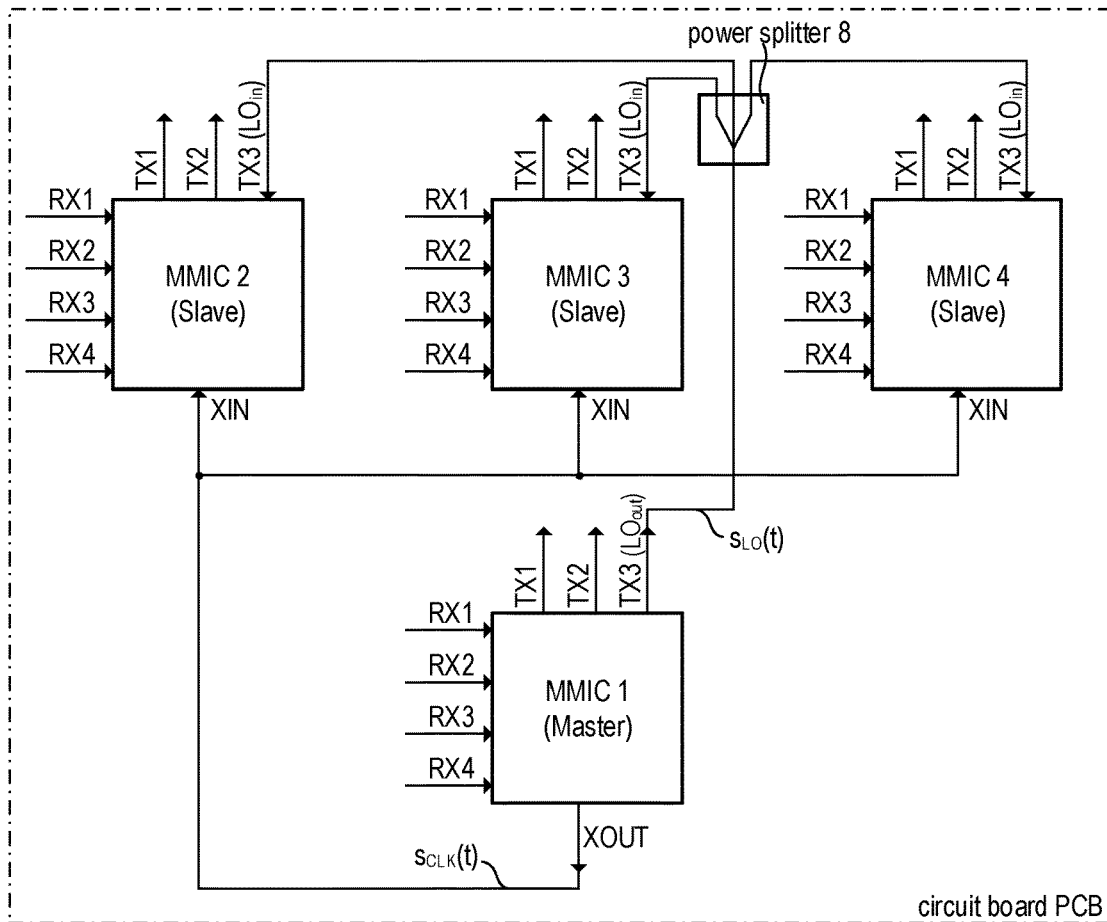 power splitter 8
TX1
TX2
TX3 (LOin)
TX1
TX2
TX3 (LOin)
TX1
TX2
TX3 (LOin)
RX1
RX2
RX3
RX4
MMIC 2
(Slave)
XIN
RX1
RX2
RX3
RX4
MMIC 3
(Slave)
XIN
RX1
RX2
RX3
RX4
MMIC 4
(Slave)
XIN
TX1
TX2
TX3 (LOout)
sLO(t)
RX1
RX2
RX3
RX4
MMIC 1
(Master)
XOUT
sCLK(t)
circuit board PCB